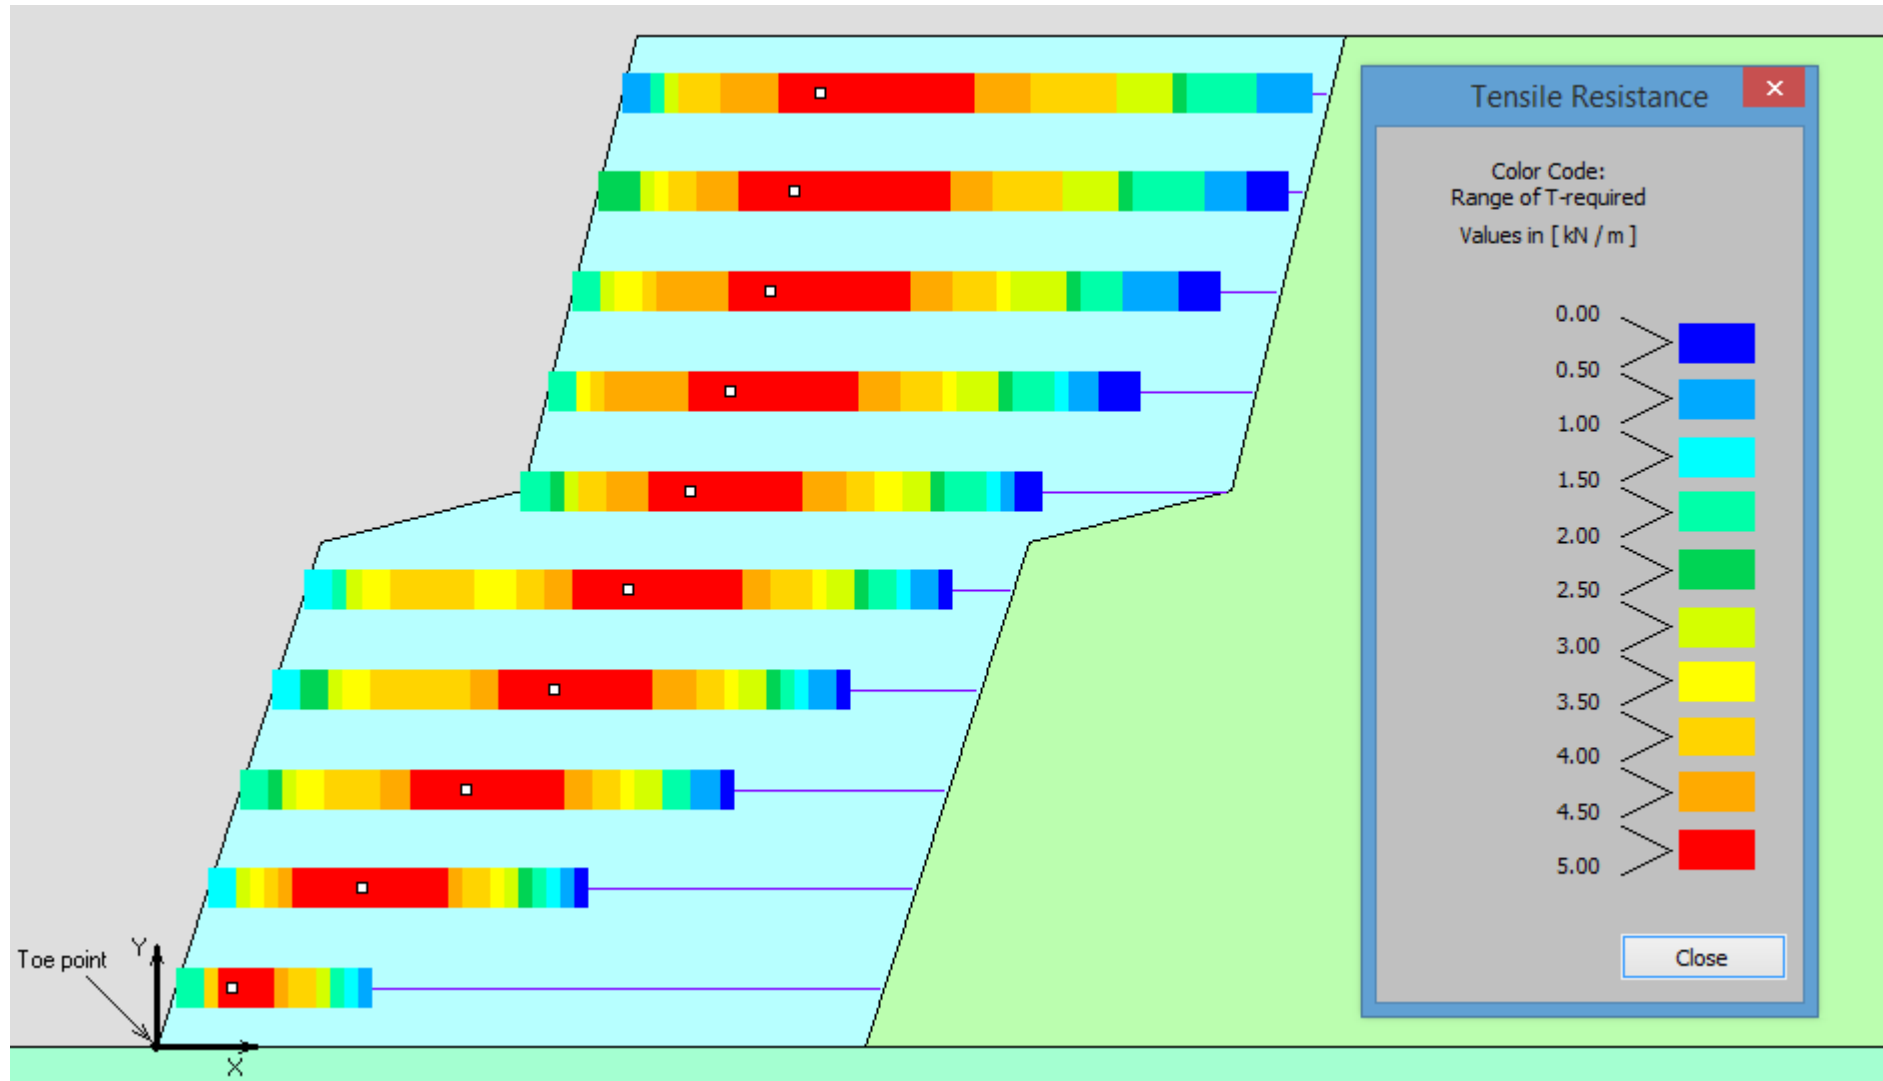 Tensile Resistance
Color Code:
Range of T-required
Values in [ kN / m ]
0.00
0.50
1.00
1.50
2.00
2.50
3.00
3.50
4.00
4.50
5.00
Close
Toe point
Y
X